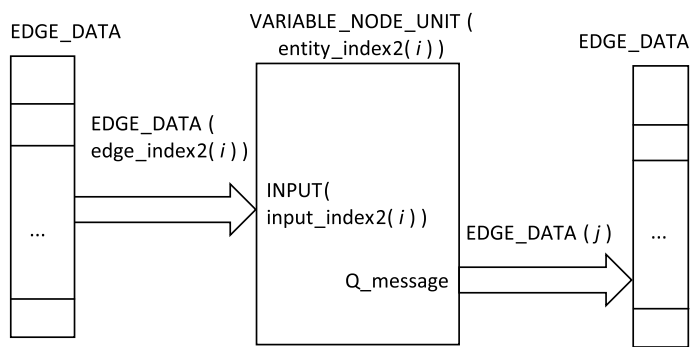 EDGE_DATA
VARIABLE_NODE_UNIT (
entity_index2( i ) )
EDGE_DATA
EDGE_DATA (
edge_index2( i ) )
INPUT(
input_index2( i ) )
...
EDGE_DATA ( j )
...
Q_message